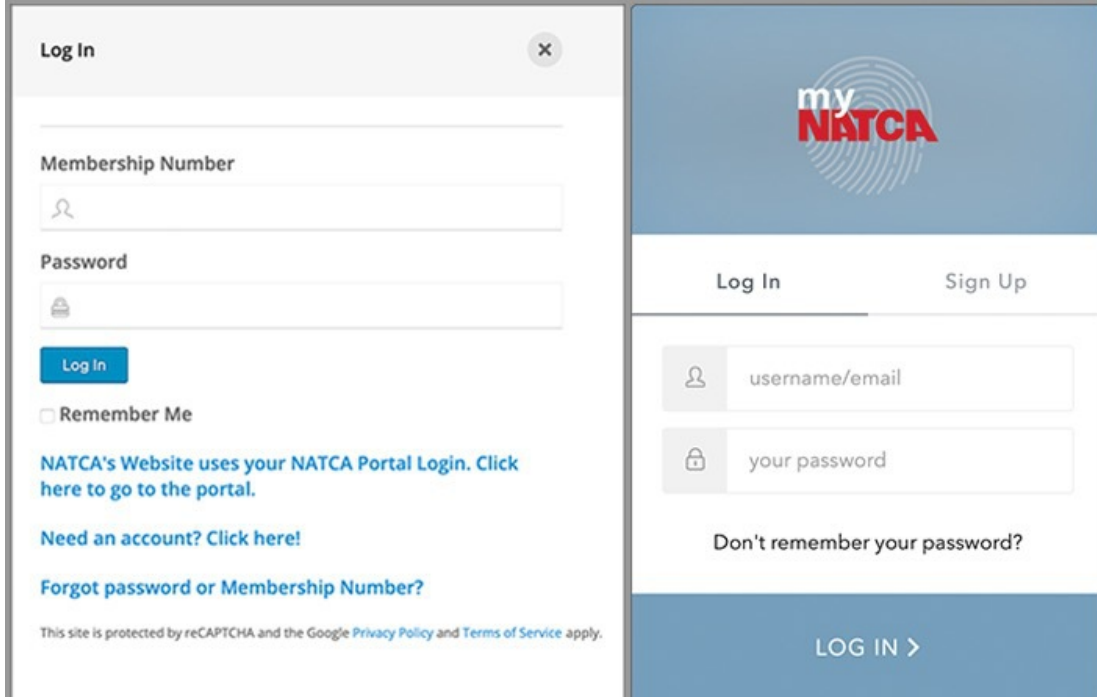 Log In
Membership Number
Password
Log In
Remember Me
NATCA's Website uses your NATCA Portal Login. Click
here to go to the portal.
Need an account? Click here!
Forgot password or Membership Number?
This site is protected by reCAPTCHA and the Google Privacy Policy and Terms of Service apply.
my
NATCA
Log In
Sign Up
username/email
your password
Don't remember your password?
LOG IN >